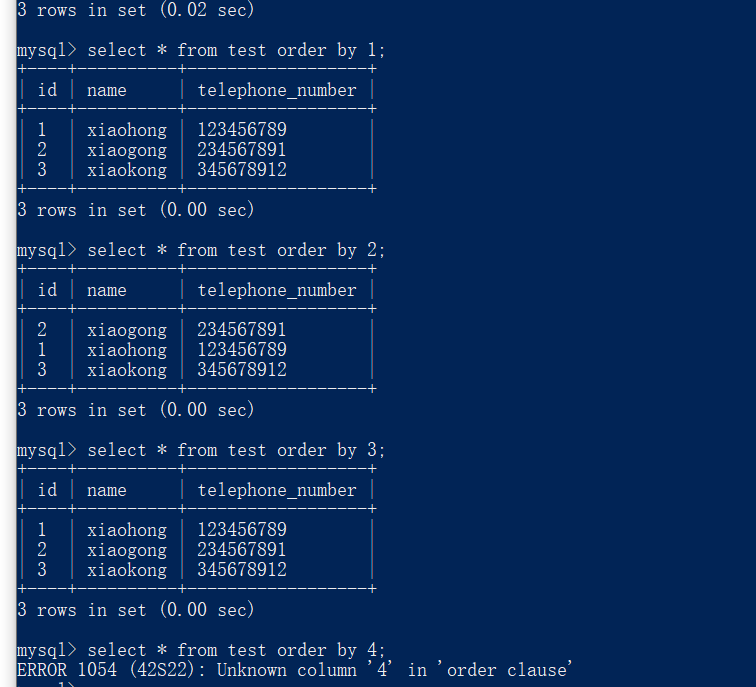 3 rows in set (0.02 sec)
mysql> select * from test order by 1;
+----+----------+------------------+
| id | name     | telephone_number |
+----+----------+------------------+
| 1  | xiaohong | 123456789        |
| 2  | xiaogong | 234567891        |
| 3  | xiaokong | 345678912        |
+----+----------+------------------+
3 rows in set (0.00 sec)
mysql> select * from test order by 2;
+----+----------+------------------+
| id | name     | telephone_number |
+----+----------+------------------+
| 2  | xiaogong | 234567891        |
| 1  | xiaohong | 123456789        |
| 3  | xiaokong | 345678912        |
+----+----------+------------------+
3 rows in set (0.00 sec)
mysql> select * from test order by 3;
+----+----------+------------------+
| id | name     | telephone_number |
+----+----------+------------------+
| 1  | xiaohong | 123456789        |
| 2  | xiaogong | 234567891        |
| 3  | xiaokong | 345678912        |
+----+----------+------------------+
3 rows in set (0.00 sec)
mysql> select * from test order by 4;
ERROR 1054 (42S22): Unknown column '4' in 'order clause'